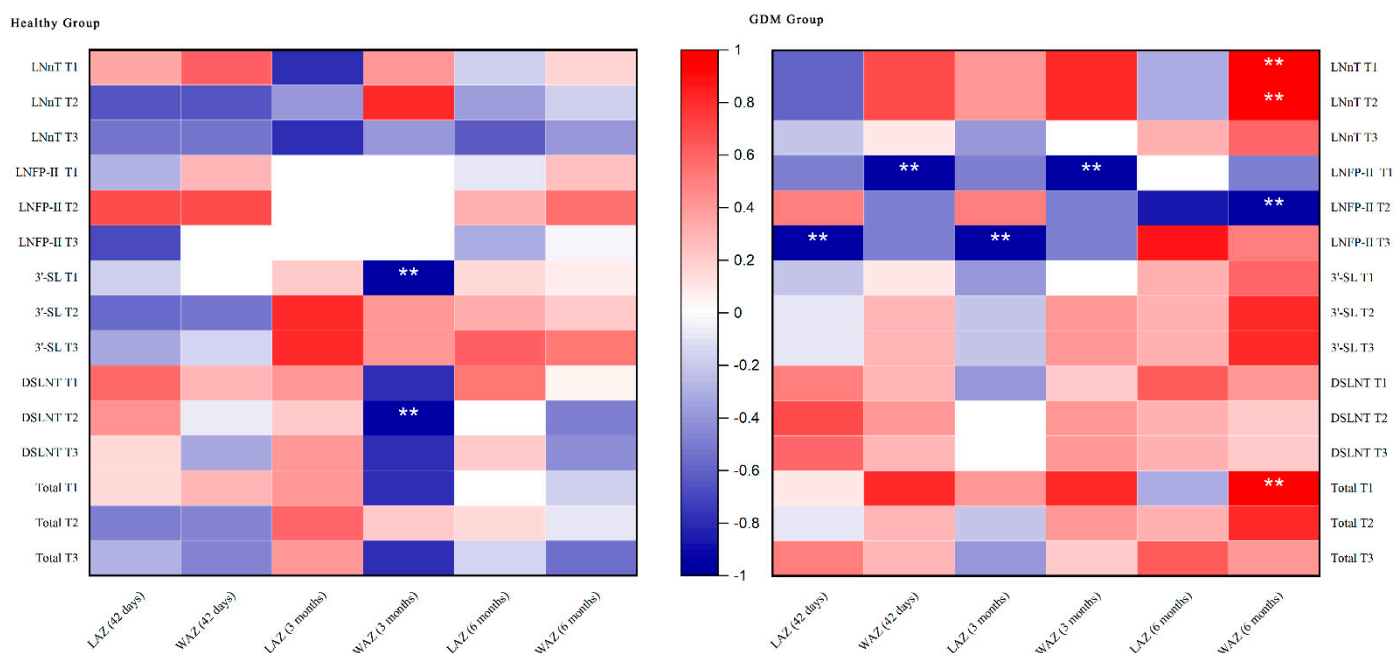 Healthy Group
GDM Group
LNnT T1
LNnT T2
LNnT T3
LNFP-II T1
LNFP-II T2
LNFP-II T3
3'-SL T1
3'-SL T2
3'-SL T3
DSLNT T1
DSLNT T2
DSLNT T3
Total T1
Total T2
Total T3
**
**
LAZ (42 days)
WAZ (42 days)
LAZ (3 months)
WAZ (3 months)
LAZ (6 months)
WAZ (6 months)
1
0.8
0.6
0.4
0.2
0
-0.2
-0.4
-0.6
-0.8
-1
**
**
** **
**
** **
**
LNnT T1
LNnT T2
LNnT T3
LNFP-II T1
LNFP-II T2
LNFP-II T3
3'-SL T1
3'-SL T2
3'-SL T3
DSLNT T1
DSLNT T2
DSLNT T3
Total T1
Total T2
Total T3
LAZ (42 days)
WAZ (42 days)
LAZ (3 months)
WAZ (3 months)
LAZ (6 months)
WAZ (6 months)